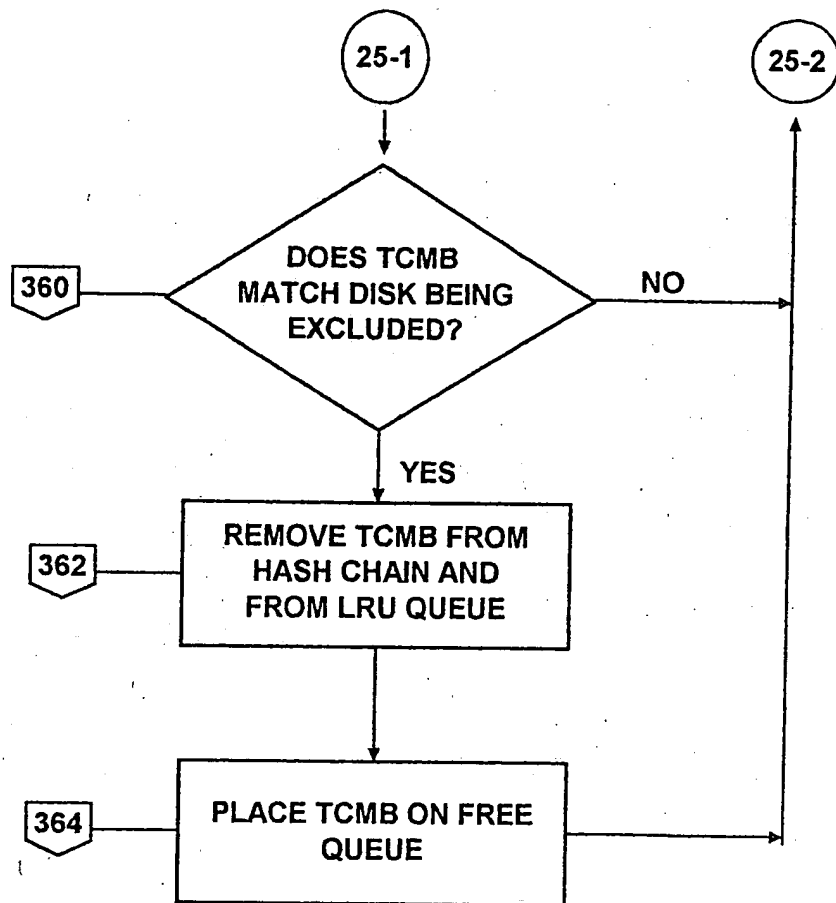 25-1
25-2
360
DOES TCMB
MATCH DISK BEING
EXCLUDED?
NO
YES
362
REMOVE TCMB FROM
HASH CHAIN AND
FROM LRU QUEUE
364
PLACE TCMB ON FREE
QUEUE